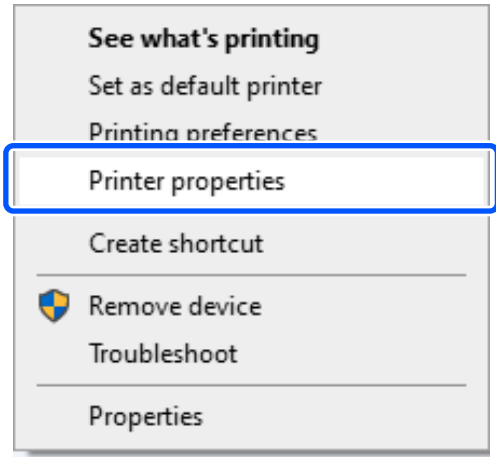 See what's printing
Set as default printer
Printing preferences
Printer properties
Create shortcut
Remove device
Troubleshoot
Properties